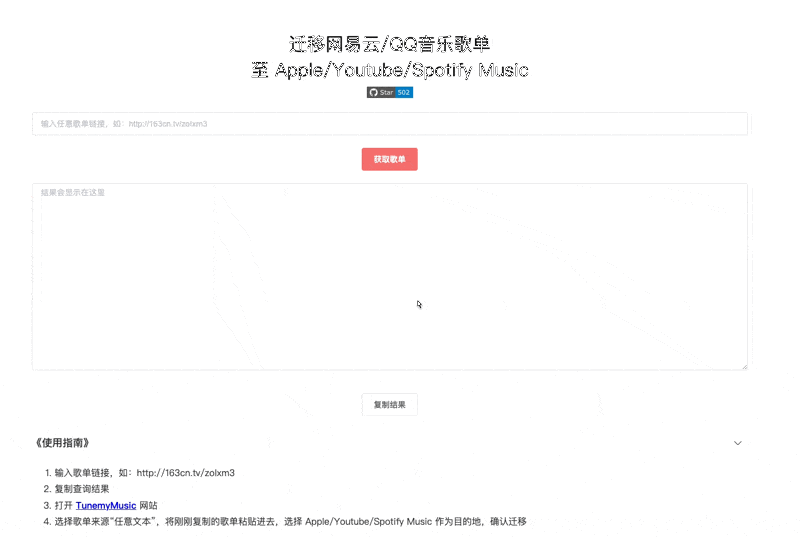 迁移网易云/QQ音乐歌单
至 Apple/Youtube/Spotify Music
Star 502
输入任意歌单链接，如：http://163cn.tv/zoIxm3
获取歌单
结果会显示在这里
复制结果
《使用指南》
1. 输入歌单链接，如：http://163cn.tv/zoIxm3
2. 复制查询结果
3. 打开 TunemyMusic 网站
4. 选择歌单来源“任意文本”，将刚刚复制的歌单粘贴进去，选择 Apple/Youtube/Spotify Music 作为目的地，确认迁移